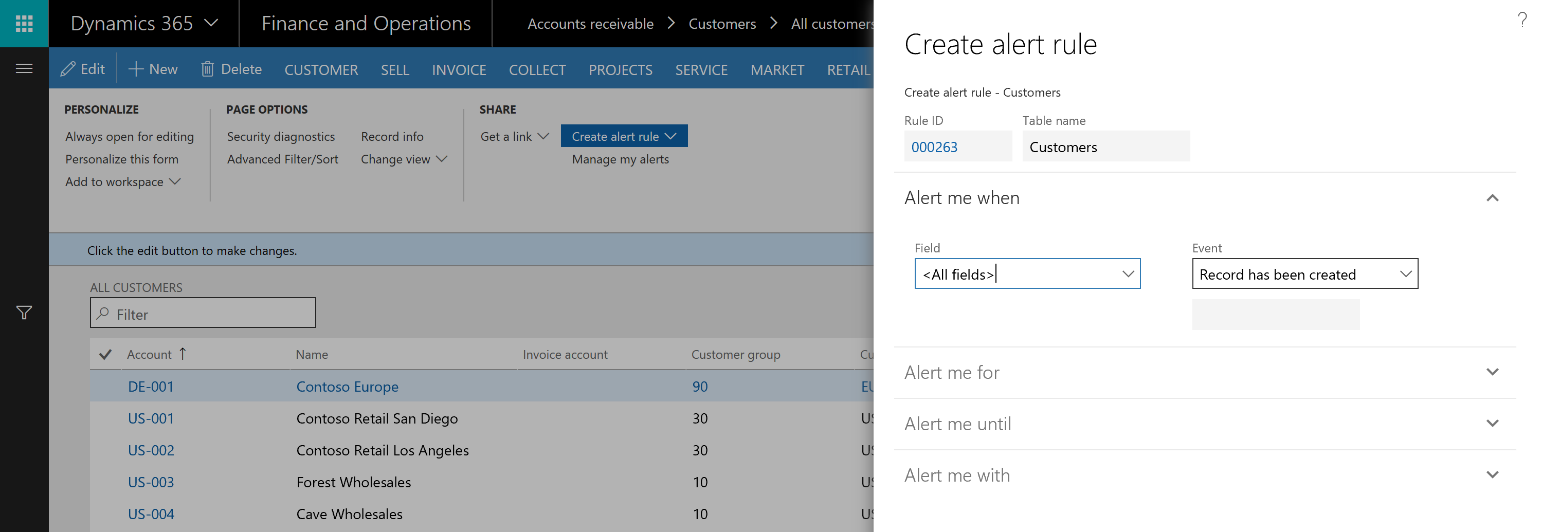 Dynamics 365
Finance and Operations
Accounts receivable > Customers > All customers
Edit
New
Delete
CUSTOMER
SELL
INVOICE
COLLECT
PROJECTS
SERVICE
MARKET
RETAIL
PERSONALIZE
Always open for editing
Personalize this form
Add to workspace
PAGE OPTIONS
Security diagnostics
Advanced Filter/Sort
Record info
Change view
SHARE
Get a link
Create alert rule
Manage my alerts
Click the edit button to make changes.
ALL CUSTOMERS
Filter
Account Name Invoice account Customer group Cu
DE-001 Contoso Europe 90 EU
US-001 Contoso Retail San Diego 30 US
US-002 Contoso Retail Los Angeles 30 US
US-003 Forest Wholesales 10 US
US-004 Cave Wholesales 10 US
?
Create alert rule
Create alert rule - Customers
Rule ID Table name
000263 Customers
Alert me when
Field Event
<All fields> Record has been created
Alert me for
Alert me until
Alert me with